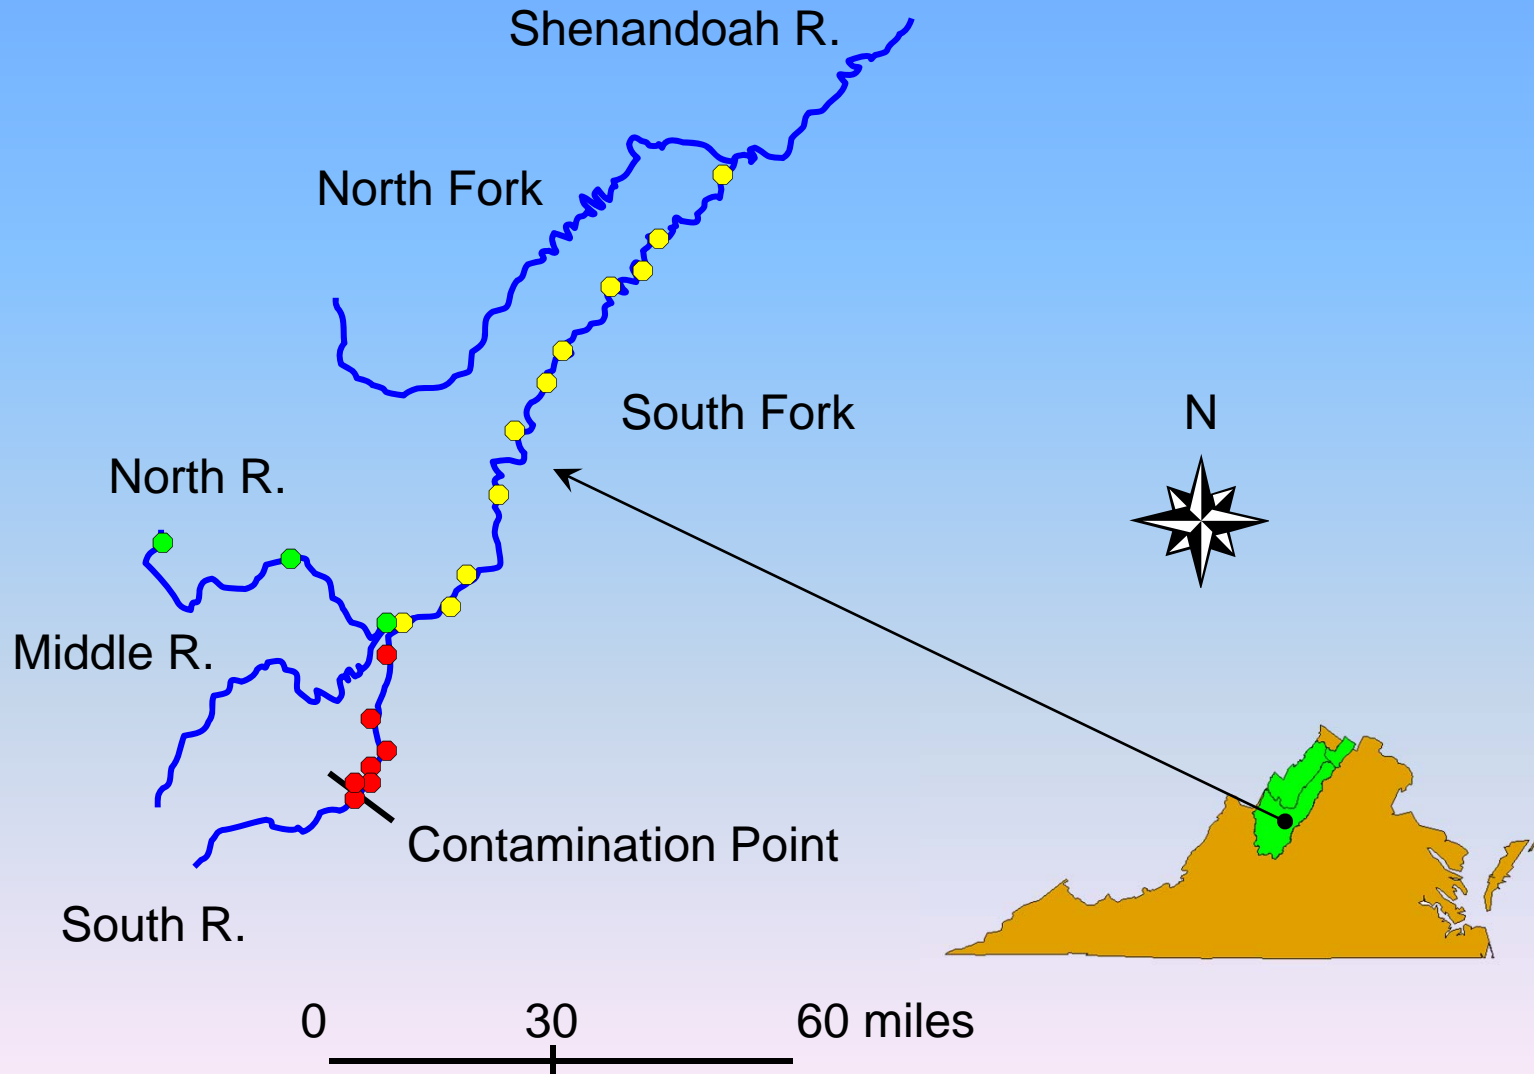 Shenandoah R.
North Fork
South Fork
N
North R.
Middle R.
Contamination Point
South R.
0 30 60 miles